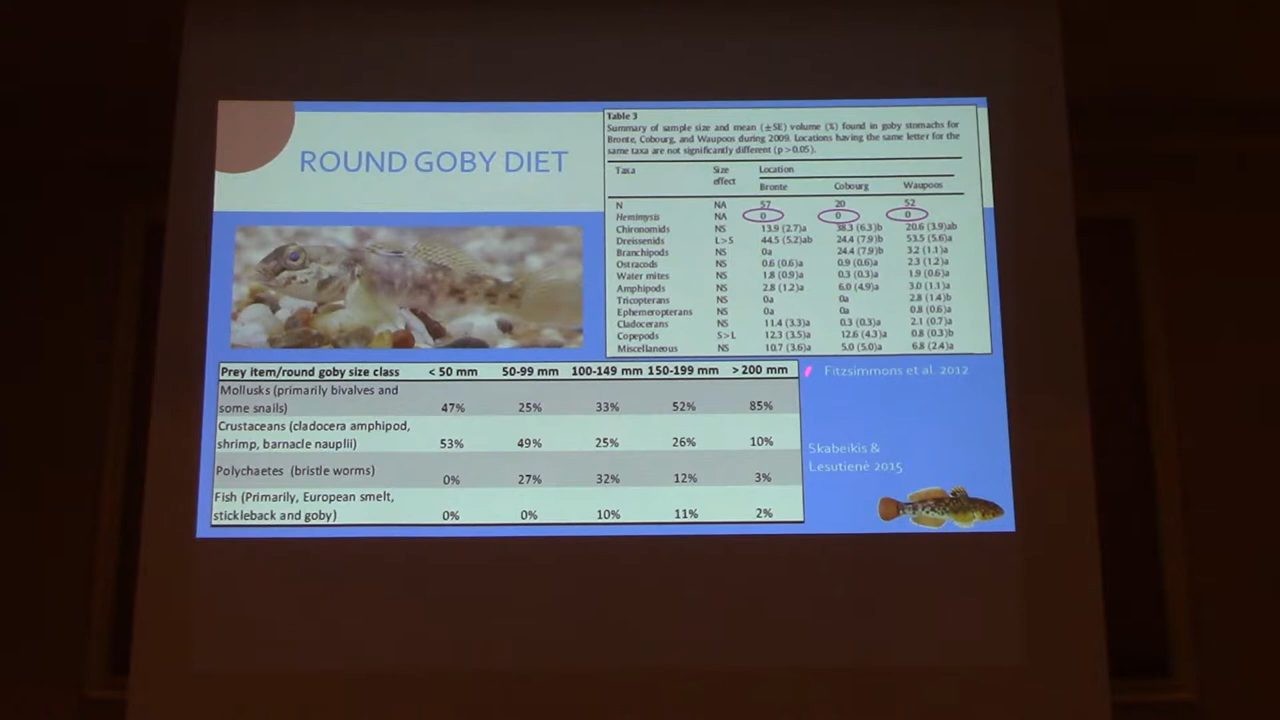 ROUND GOBY DIET
Table 3
Summary of sample size and mean (±SE) volume (%) found in goby stomachs for
Bronte, Cobourg, and Waupoos during 2009. Locations having the same letter for the
same taxa are not significantly different (p>0.05).
Taxa Size effect Location
Bronte Cobourg Waupoos
N NA 57 20 52
Hemimysis NA 0 0 0
Chironomids NS 13.9 (2.7)a 38.3 (6.3)b 20.6 (3.9)ab
Dreissenids L>S 44.5 (5.2)ab 24.4 (7.9)b 53.5 (5.6)a
Branchipods NS 0a 24.4 (7.9)b 3.2 (1.1)a
Ostracods NS 0.6 (0.6)a 0.9 (0.6)a 2.3 (1.2)a
Water mites NS 1.8 (0.9)a 0.3 (0.3)a 1.9 (0.6)a
Amphipods NS 2.8 (1.2)a 6.0 (4.9)a 3.0 (1.1)a
Tricopterans NS 0a 0a 2.8 (1.4)b
Ephemeropterans NS 0a 0a 0.8 (0.6)a
Cladocerans NS 11.4 (3.3)a 0.3 (0.3)a 2.1 (0.7)a
Copepods S>L 12.3 (3.5)a 12.6 (4.3)a 0.8 (0.3)b
Miscellaneous NS 10.7 (3.6)a 5.0 (5.0)a 6.8 (2.4)a
Fitzsimmons et al. 2012
Prey item/round goby size class < 50 mm 50-99 mm 100-149 mm 150-199 mm > 200 mm
Mollusks (primarily bivalves and
some snails) 47% 25% 33% 52% 85%
Crustaceans (cladocera amphipod,
shrimp, barnacle nauplii) 53% 49% 25% 26% 10%
Polychaetes (bristle worms) 0% 27% 32% 12% 3%
Fish (Primarily, European smelt,
stickleback and goby) 0% 0% 10% 11% 2%
Skabeikis &
Lesutienė 2015